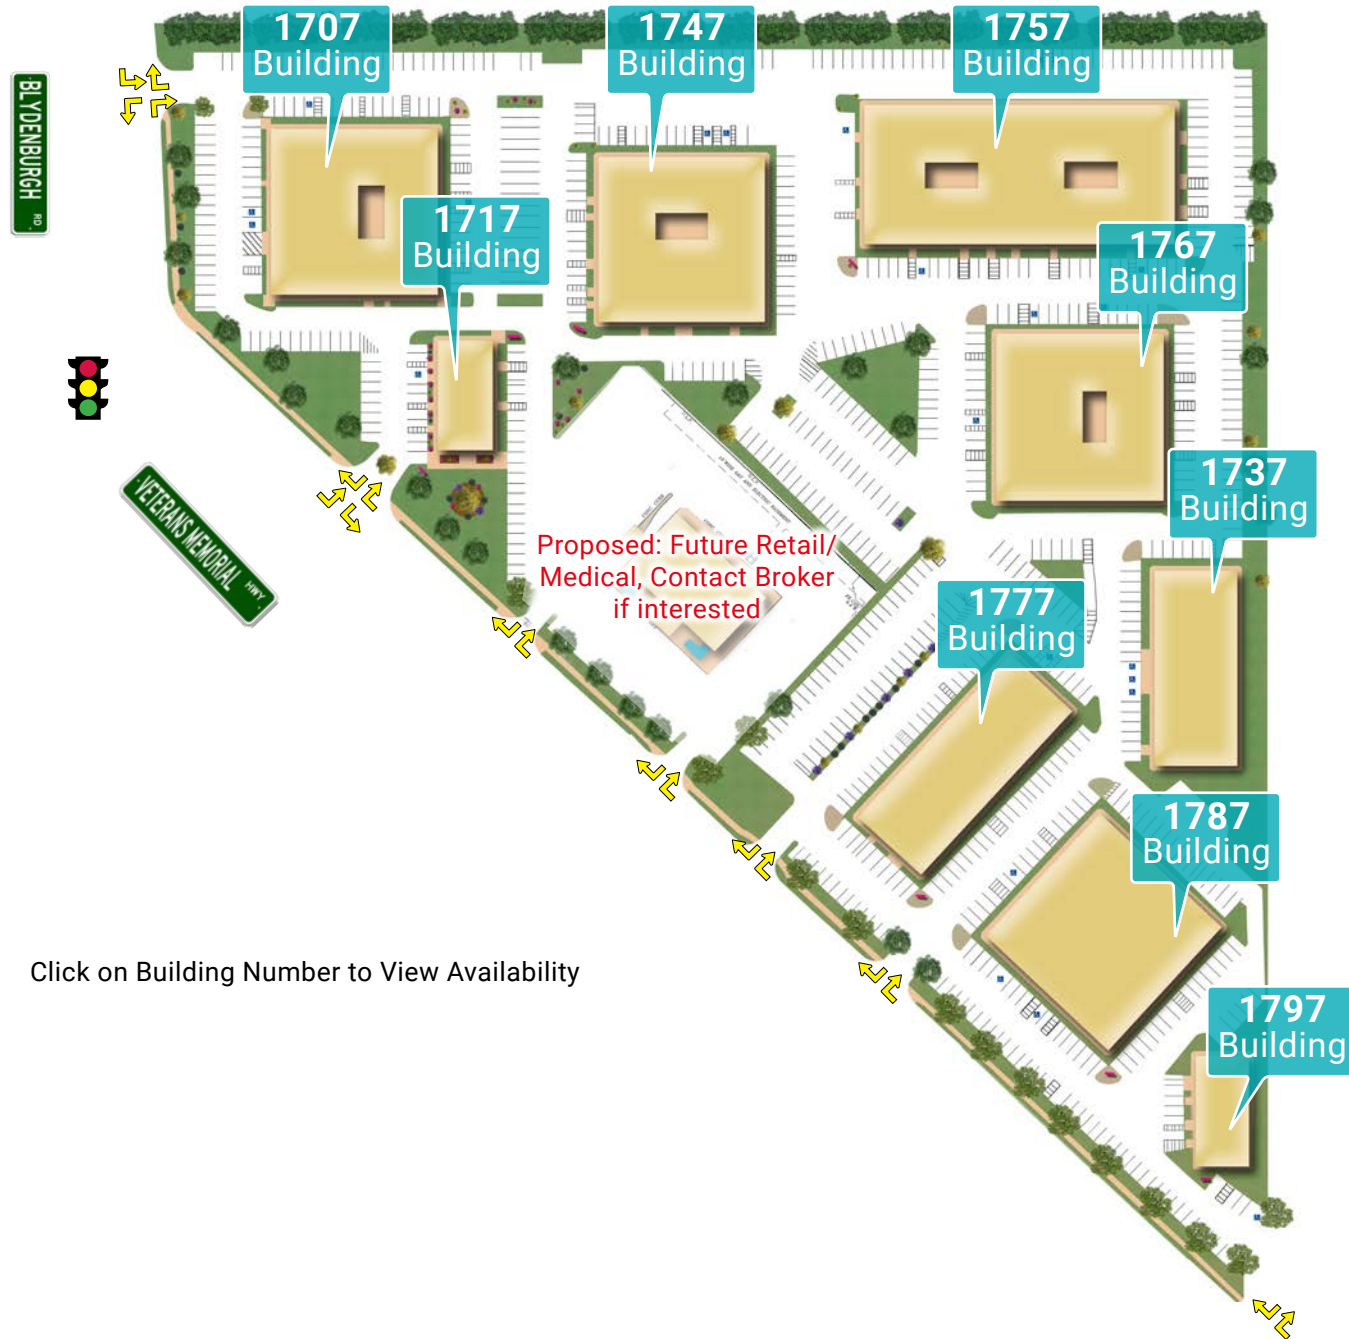 1707
Building
1747
Building
1757
Building
BLYDENBURGH RD.
1717
Building
1767
Building
1737
Building
VETERANS MEMORIAL HWY
Proposed: Future Retail/
Medical, Contact Broker
if interested
1777
Building
1787
Building
Click on Building Number to View Availability
1797
Building